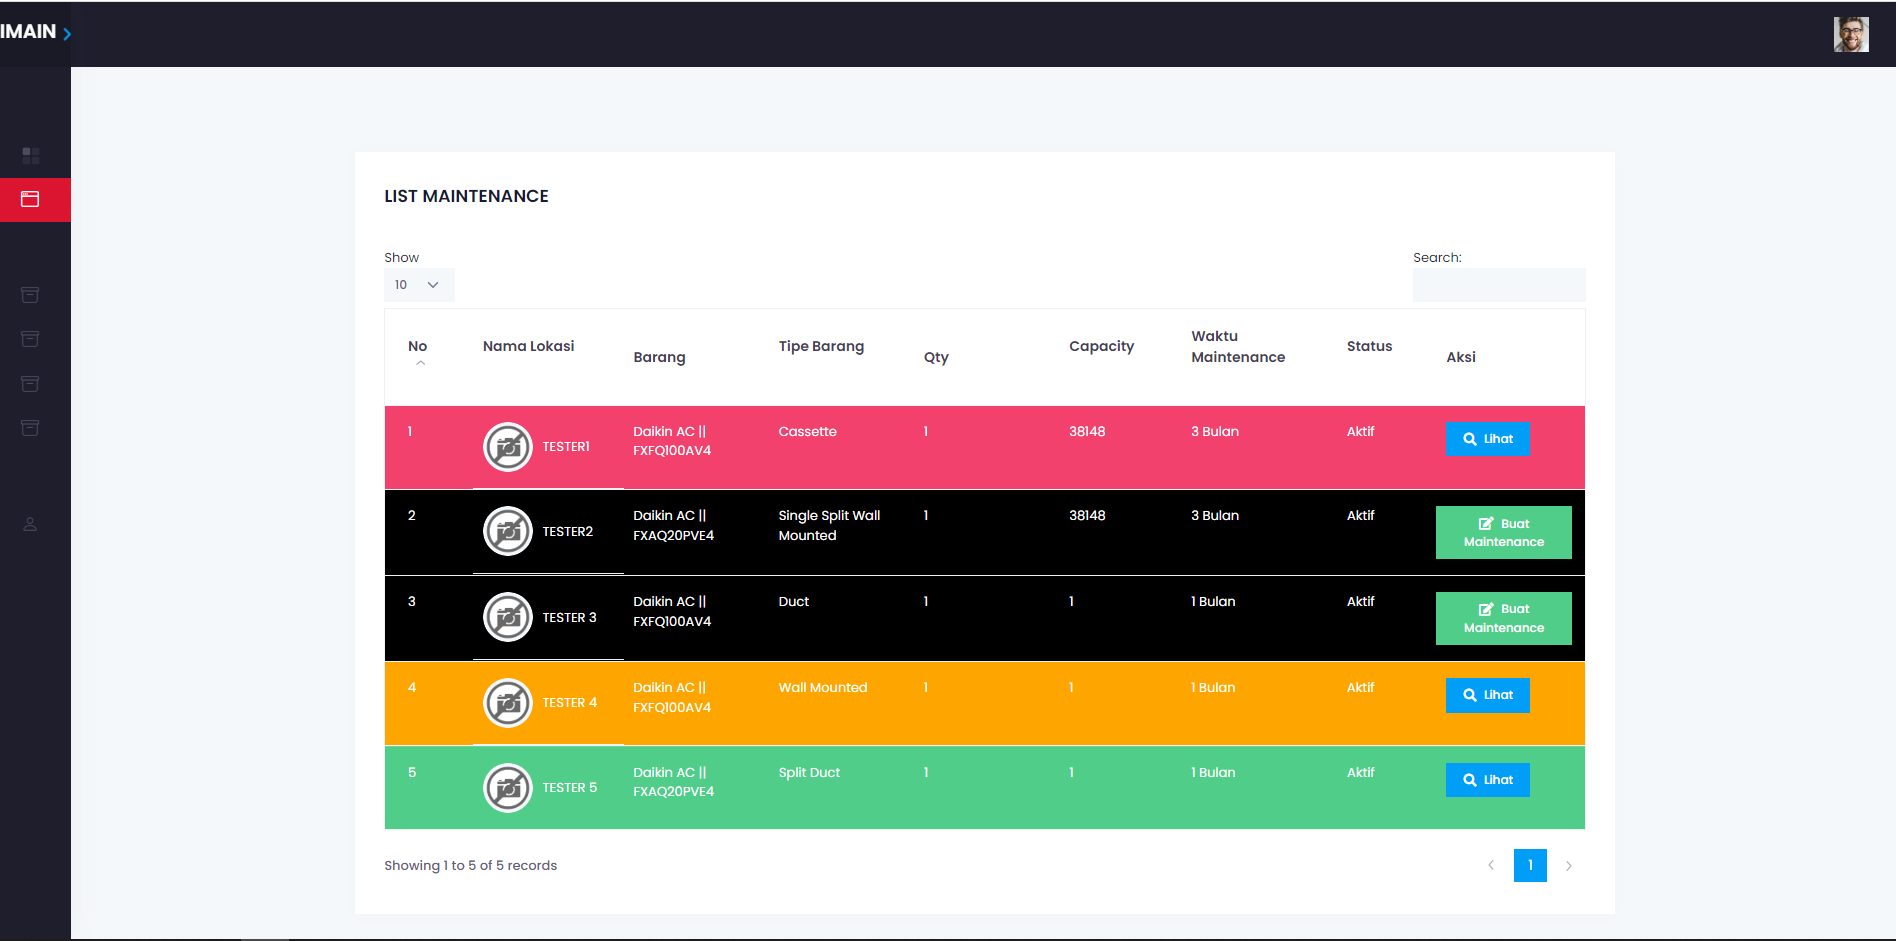 IMAIN
LIST MAINTENANCE
Show
Search:
10
No
Nama Lokasi
Barang
Tipe Barang
Qty
Capacity
Waktu
Maintenance
Status
Aksi
1
TESTER1
Daikin AC ||
FXFQ100AV4
Cassette
1
38148
3 Bulan
Aktif
Lihat
2
TESTER2
Daikin AC ||
FXAQ20PVE4
Single Split Wall
Mounted
1
38148
3 Bulan
Aktif
Buat
Maintenance
3
TESTER 3
Daikin AC ||
FXFQ100AV4
Duct
1
1
1 Bulan
Aktif
Buat
Maintenance
4
TESTER 4
Daikin AC ||
FXFQ100AV4
Wall Mounted
1
1
1 Bulan
Aktif
Lihat
5
TESTER 5
Daikin AC ||
FXAQ20PVE4
Split Duct
1
1
1 Bulan
Aktif
Lihat
Showing 1 to 5 of 5 records
1